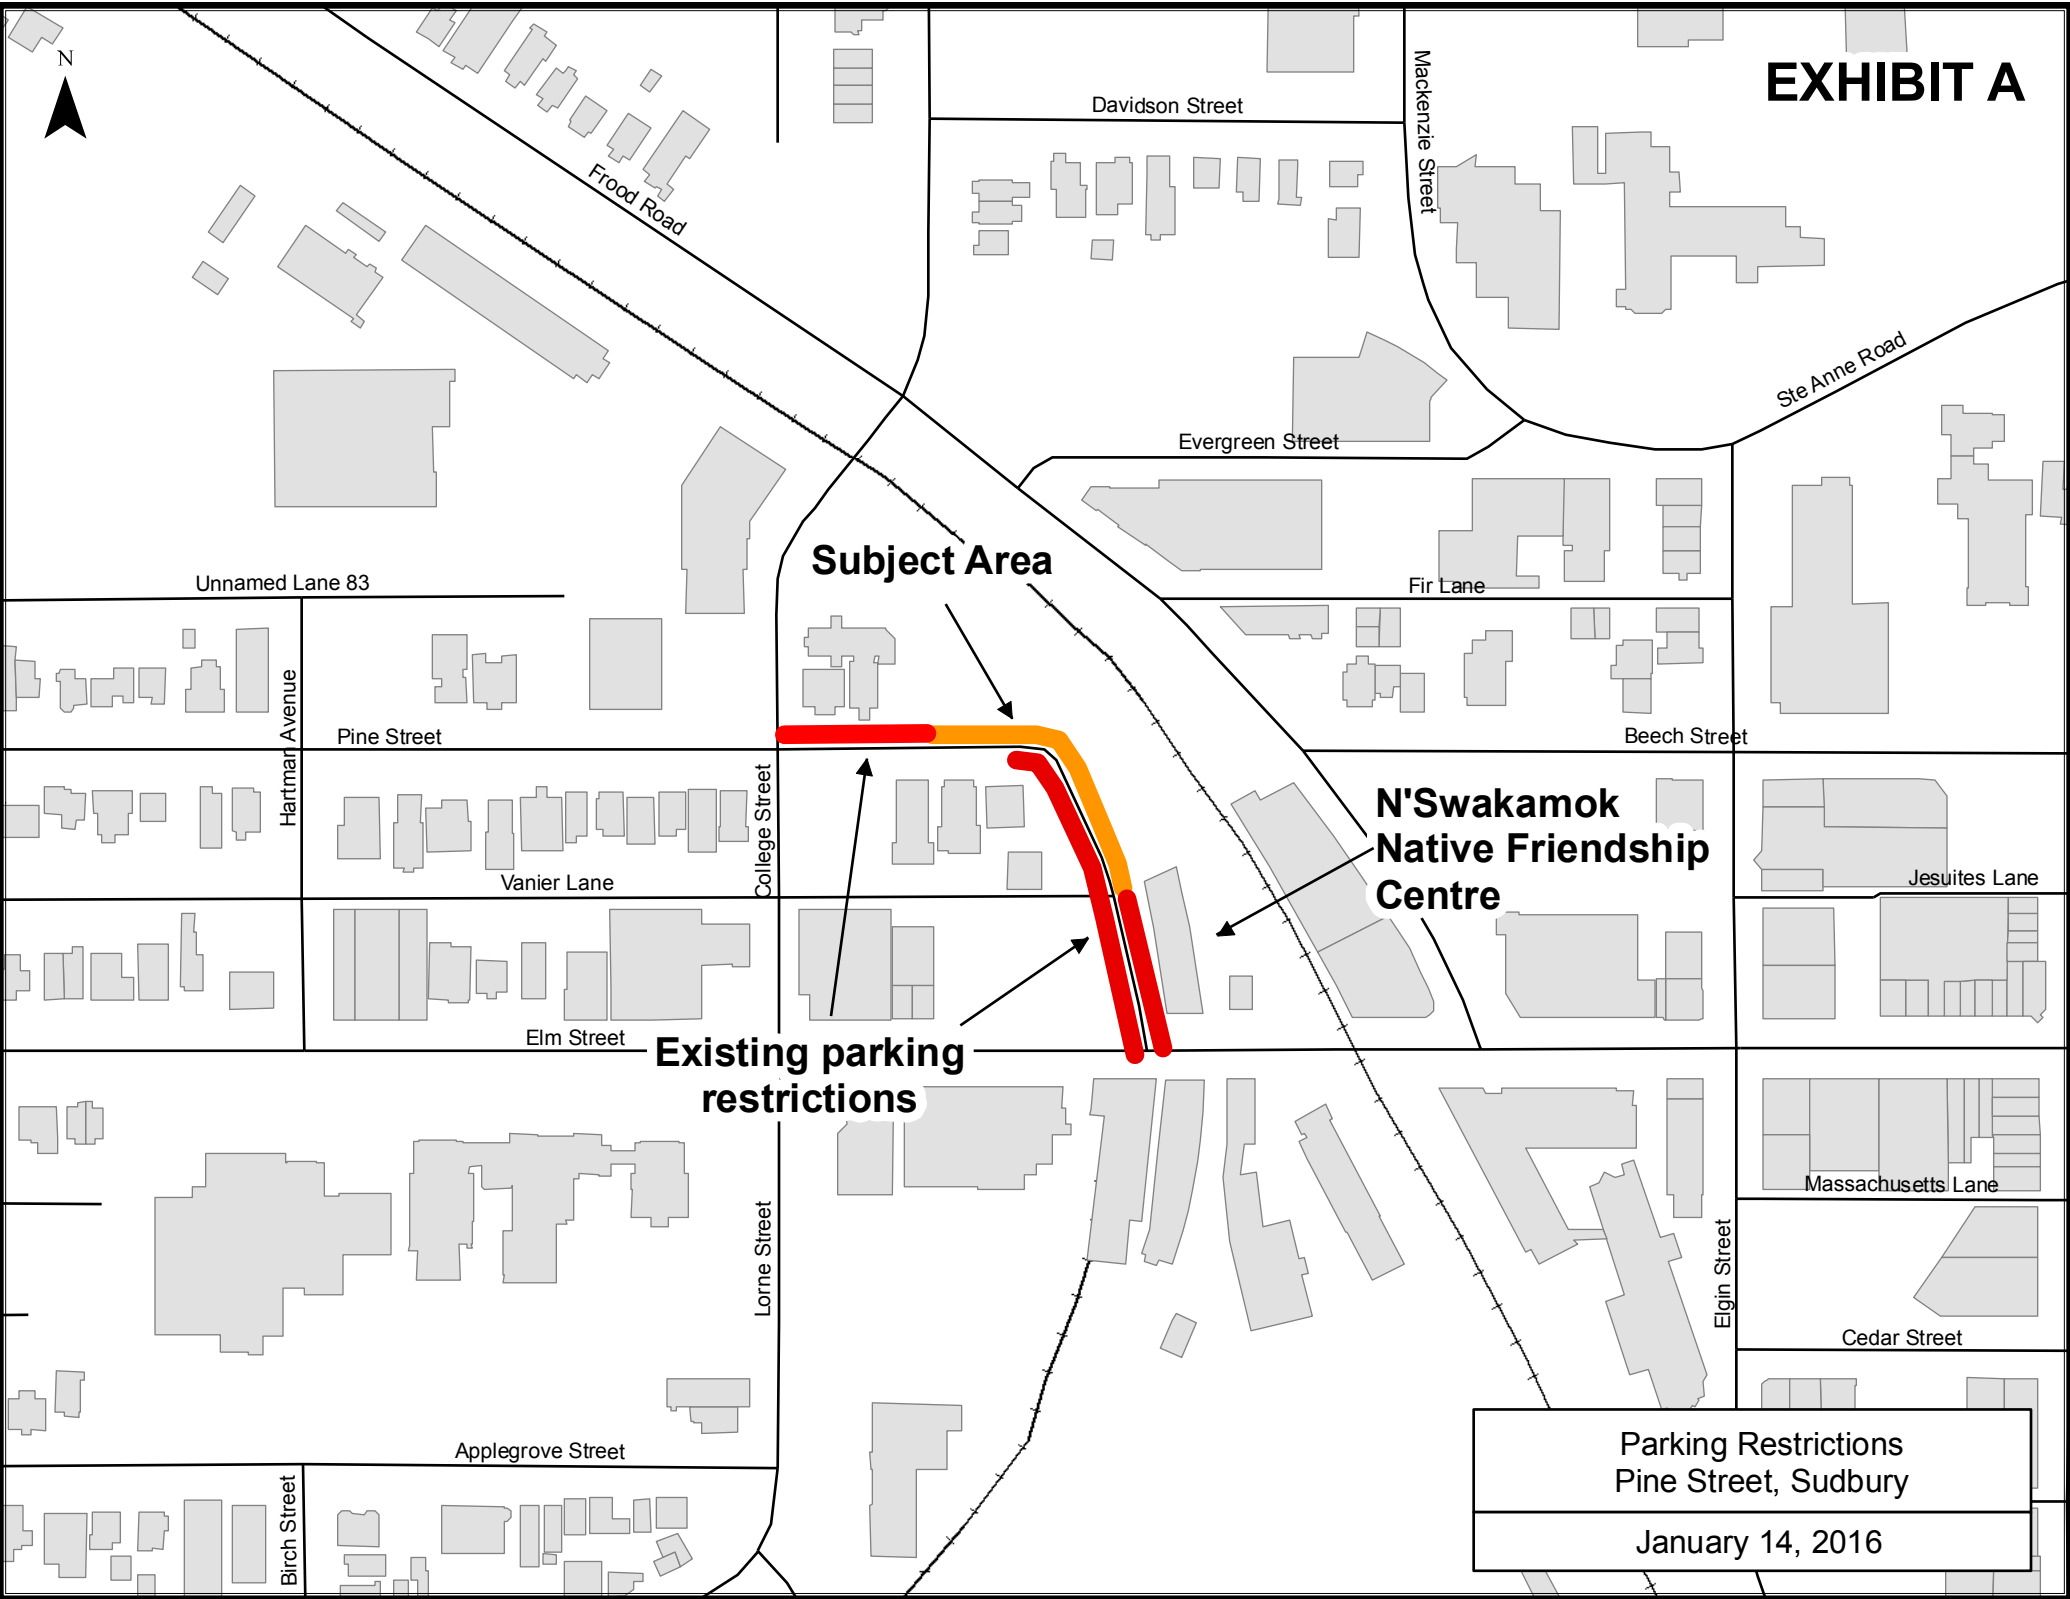 EXHIBIT A
N
Davidson Street
Mackenzie Street
Frood Road
Ste Anne Road
Evergreen Street
Subject Area
Unnamed Lane 83
Fir Lane
Hartman Avenue
Pine Street
Beech Street
College Street
N'Swakamok
Native Friendship
Centre
Vanier Lane
Jesuites Lane
Elm Street
Existing parking
restrictions
Massachusetts Lane
Lorne Street
Elgin Street
Cedar Street
Applegrove Street
Birch Street
Parking Restrictions
Pine Street, Sudbury
January 14, 2016